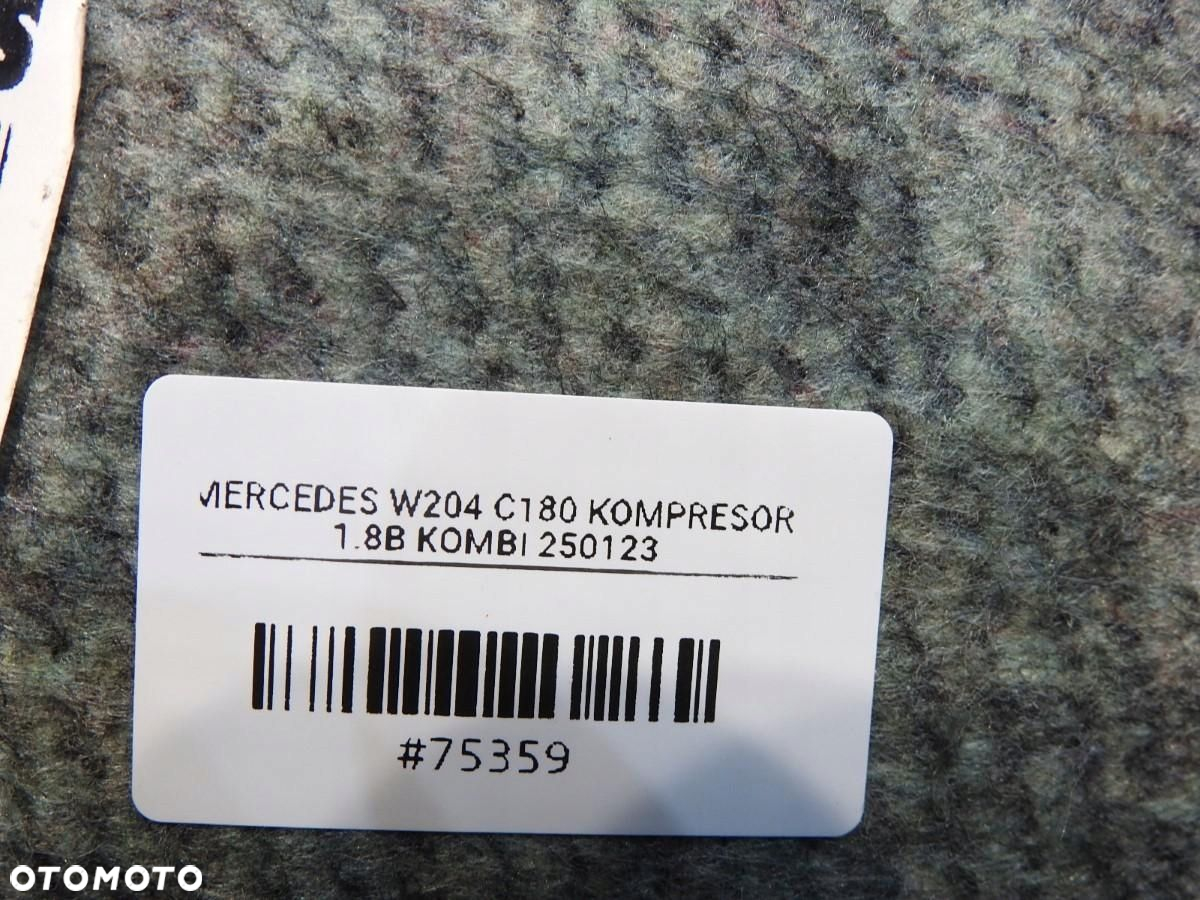 MERCEDES W204 C180 KOMPRESOR
1.8B KOMBI 250123
#75359
OTOMOTO